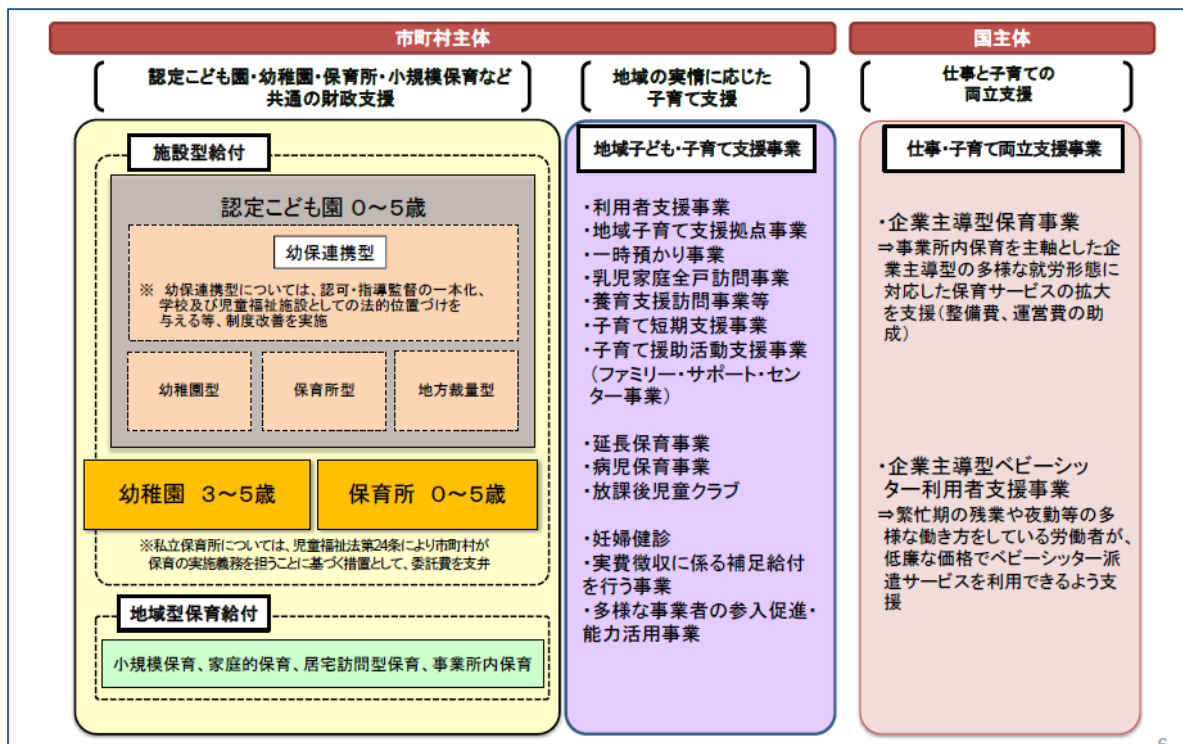 市町村主体
国主体
認定こども園・幼稚園・保育所・小規模保育など
共通の財政支援
地域の実情に応じた
子育て支援
仕事と子育ての
両立支援
施設型給付
認定こども園 0~5歳
幼保連携型
※ 幼保連携型については、認可・指導監督の一本化、
学校及び児童福祉施設としての法的位置づけを
与える等、制度改善を実施
幼稚園型
保育所型
地方裁量型
幼稚園 3~5歳
保育所 0~5歳
※私立保育所については、児童福祉法第24条により市町村が
保育の実施義務を担うことに基づく措置として、委託費を支弁
地域型保育給付
小規模保育、家庭的保育、居宅訪問型保育、事業所内保育
地域子ども・子育て支援事業
・利用者支援事業
・地域子育て支援拠点事業
・一時預かり事業
・乳児家庭全戸訪問事業
・養育支援訪問事業等
・子育て短期支援事業
・子育て援助活動支援事業
(ファミリー・サポート・セン
ター事業)
・延長保育事業
・病児保育事業
・放課後児童クラブ
・妊婦健診
・実費徴収に係る補足給付
を行う事業
・多様な事業者の参入促進・
能力活用事業
仕事・子育て両立支援事業
・企業主導型保育事業
⇒事業所内保育を主軸とした企
業主導型の多様な就労形態に
対応した保育サービスの拡大
を支援(整備費、運営費の助
成)
・企業主導型ベビーシッ
ター利用者支援事業
⇒繁忙期の残業や夜勤等の多
様な働き方をしている労働者が、
低廉な価格でベビーシッター派
遣サービスを利用できるよう支
援
6